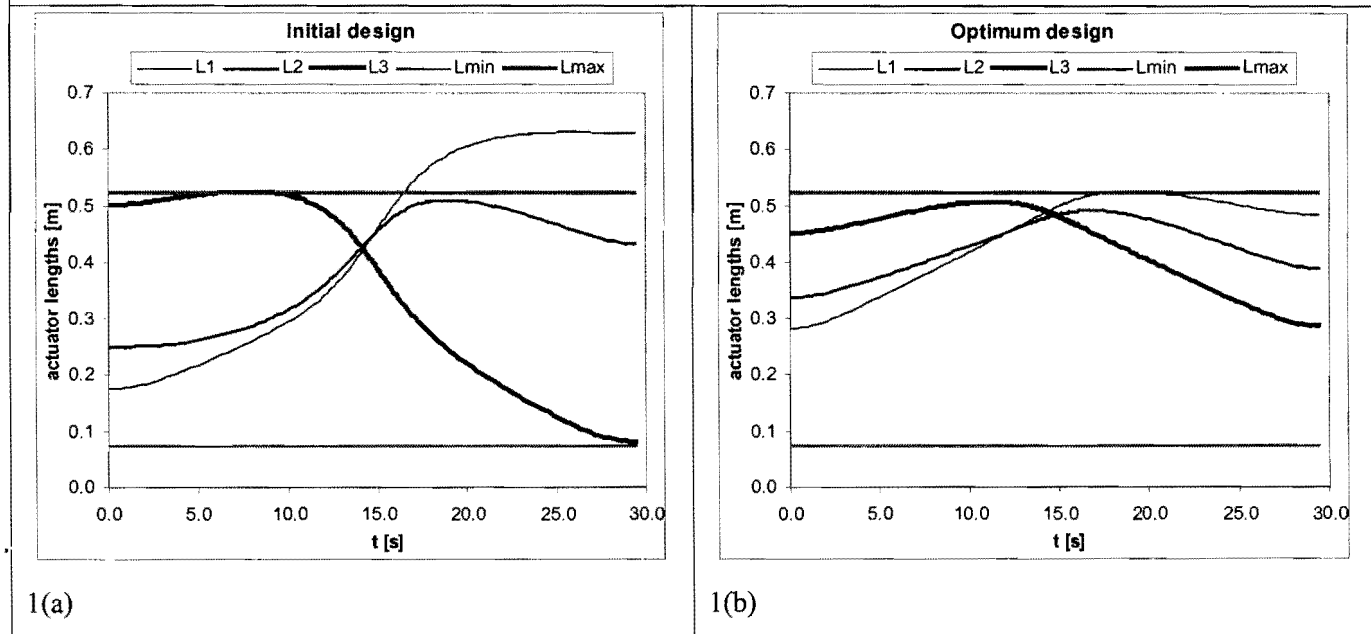 Initial design
L1 L2 L3 Lmin Lmax
0.7
0.6
0.5
0.4
0.3
0.2
0.1
0.0
actuator lengths [m]
0.0 5.0 10.0 15.0 20.0 25.0 30.0
t [s]
1(a)
Optimum design
L1 L2 L3 Lmin Lmax
0.7
0.6
0.5
0.4
0.3
0.2
0.1
0.0
actuator lengths [m]
0.0 5.0 10.0 15.0 20.0 25.0 30.0
t [s]
1(b)